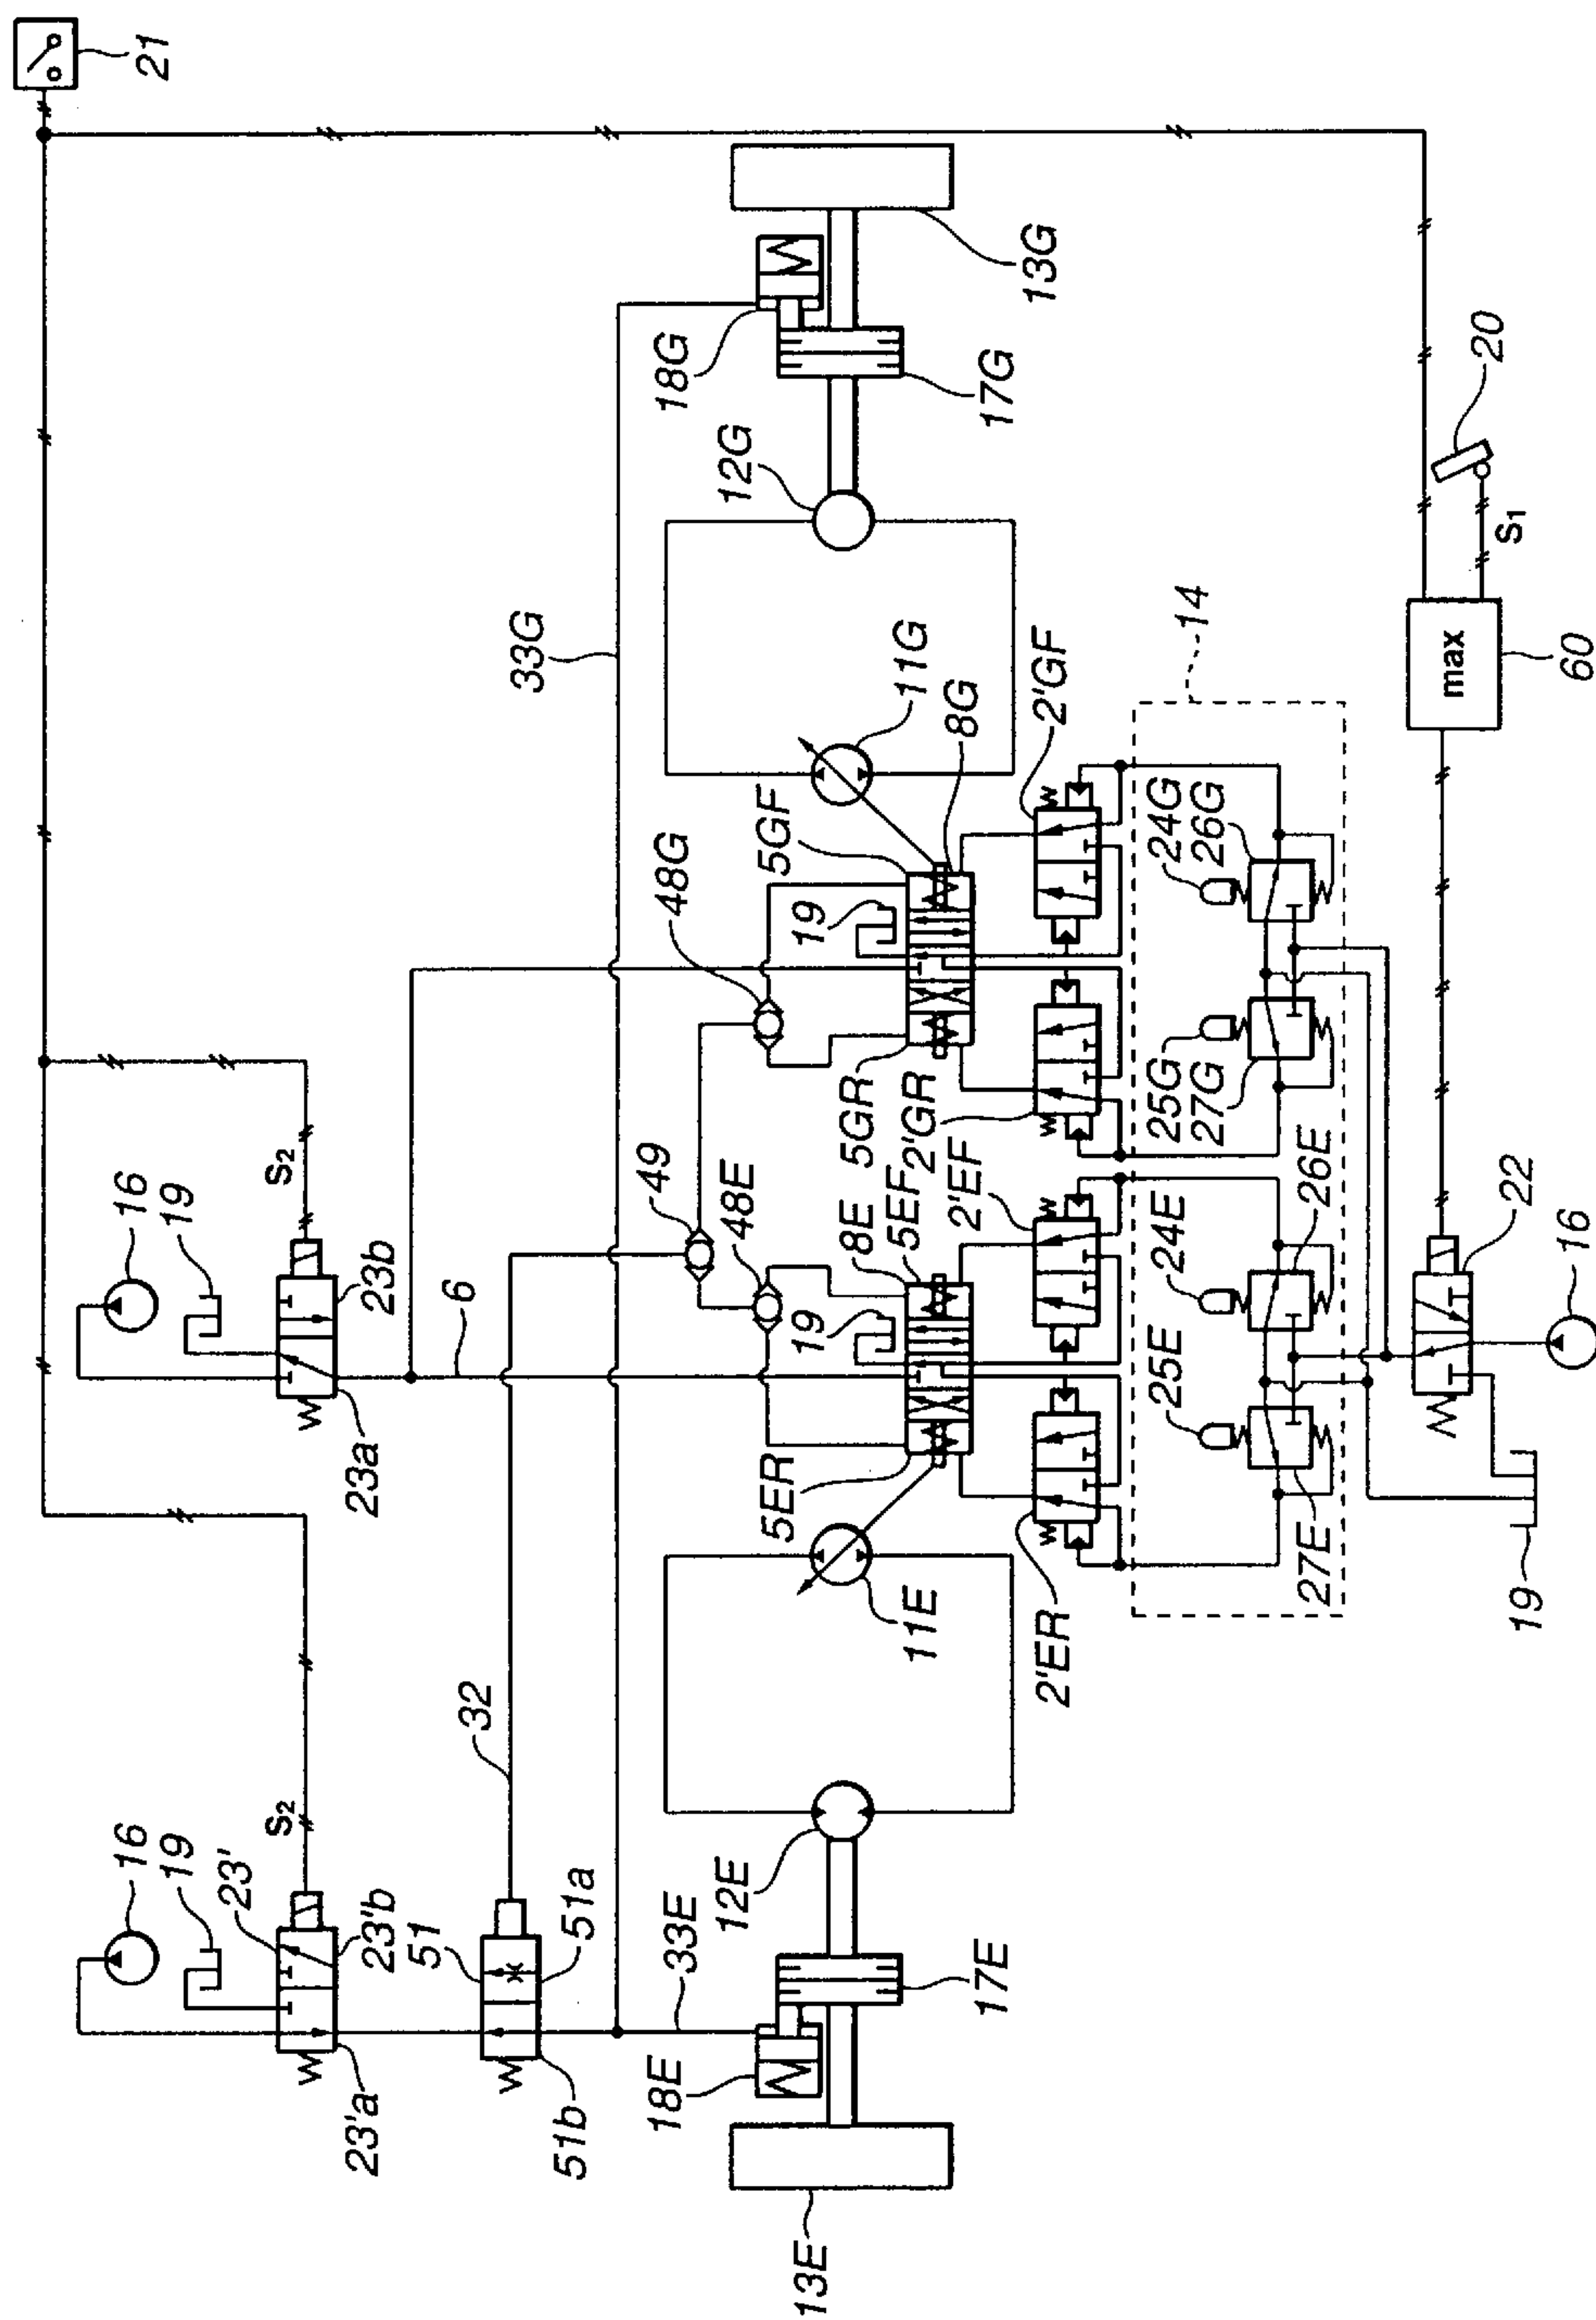 21
16
19
S2
23b
23a
16
19
S2
23'
23'b
23'a
6
32
51
51a
51b
49
33G
33E
18G
18E
48G
48E
12G
13G
17G
11G
8G
5GF
19
5GR
2'GF
2'GR
8E
5EF
19
2'EF
5ER
11E
2'ER
12E
17E
13E
14
24G
26G
25G
27G
24E
26E
25E
27E
20
S1
max
60
22
16
19